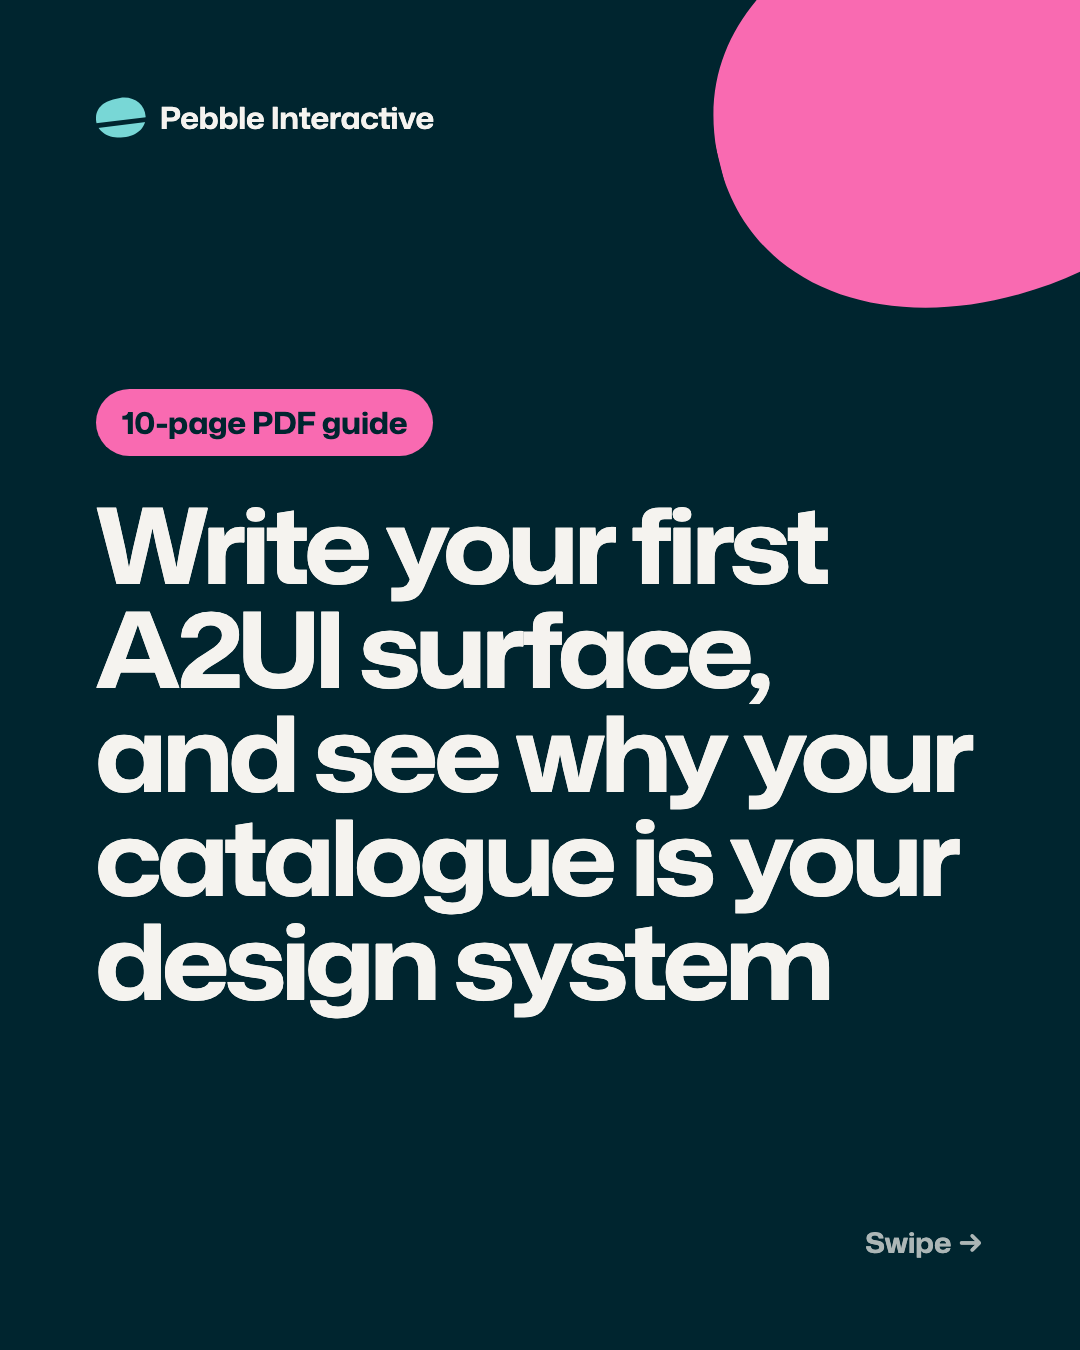 Pebble Interactive
10-page PDF guide
Write your first
A2UI surface,
and see why your
catalogue is your
design system
Swipe →